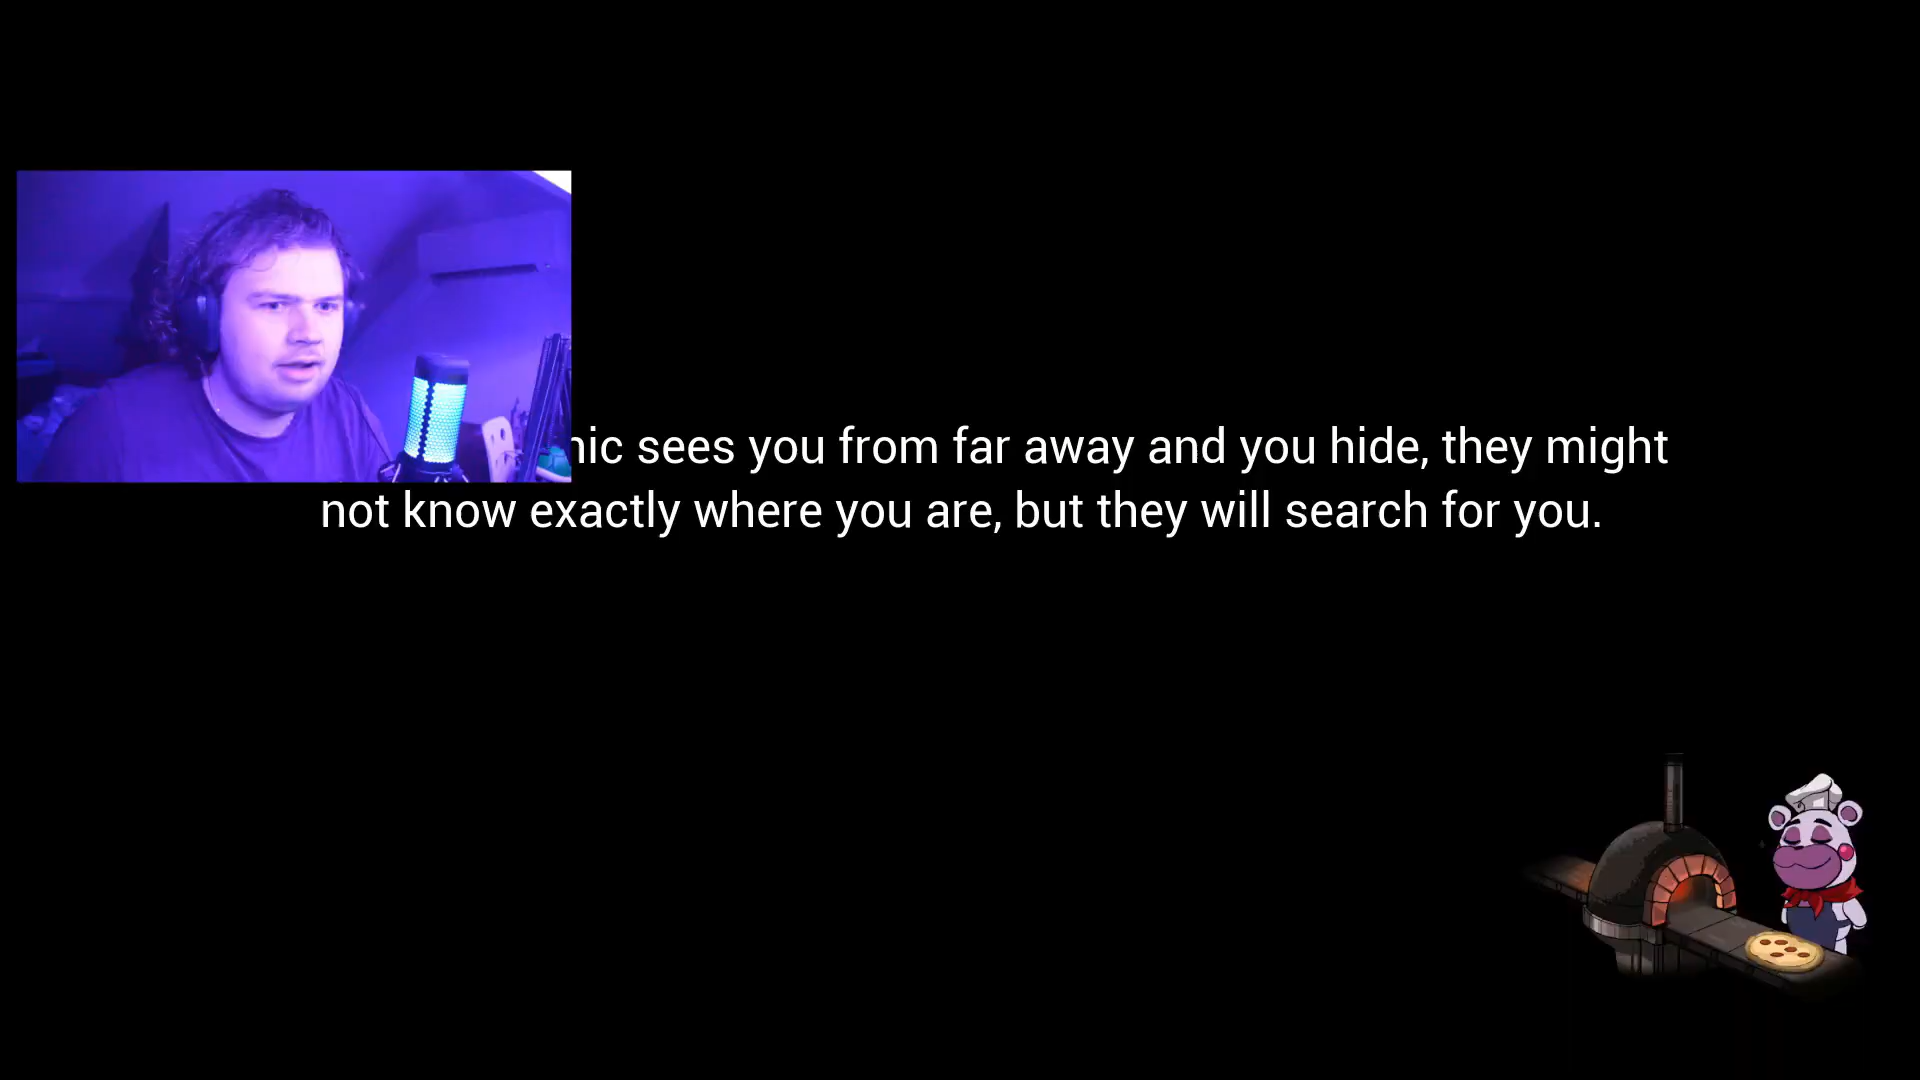 sees you from far away and you hide, they might
not know exactly where you are, but they will search for you.